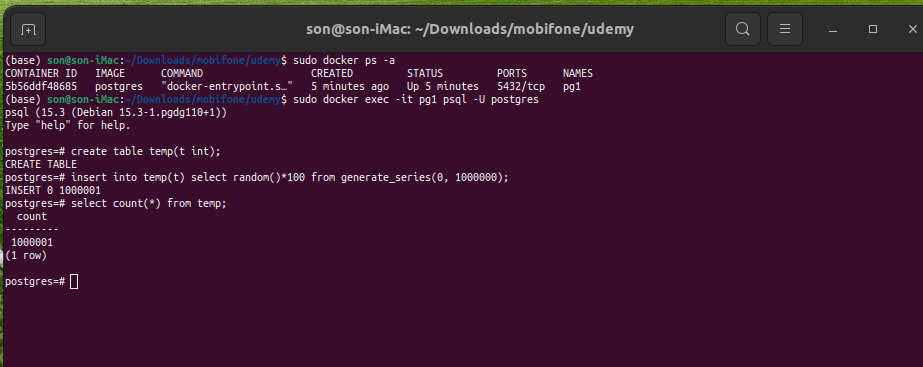 son@son-iMac: ~/Downloads/mobifone/udemy
(base) son@son-iMac:~/Downloads/mobifone/udemy$ sudo docker ps -a
CONTAINER ID   IMAGE      COMMAND                  CREATED         STATUS         PORTS      NAMES
5b56ddf48685   postgres   "docker-entrypoint.s…"   5 minutes ago   Up 5 minutes   5432/tcp   pg1
(base) son@son-iMac:~/Downloads/mobifone/udemy$ sudo docker exec -it pg1 psql -U postgres
psql (15.3 (Debian 15.3-1.pgdg110+1))
Type "help" for help.
postgres=# create table temp(t int);
CREATE TABLE
postgres=# insert into temp(t) select random()*100 from generate_series(0, 1000000);
INSERT 0 1000001
postgres=# select count(*) from temp;
count
---------
1000001
(1 row)
postgres=#